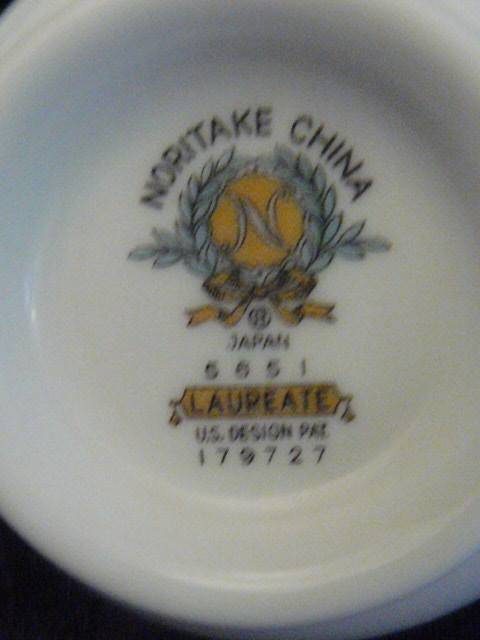 NORITAKE CHINA
N
R
JAPAN
5651
LAUREATE
U.S. DESIGN PAT.
179727